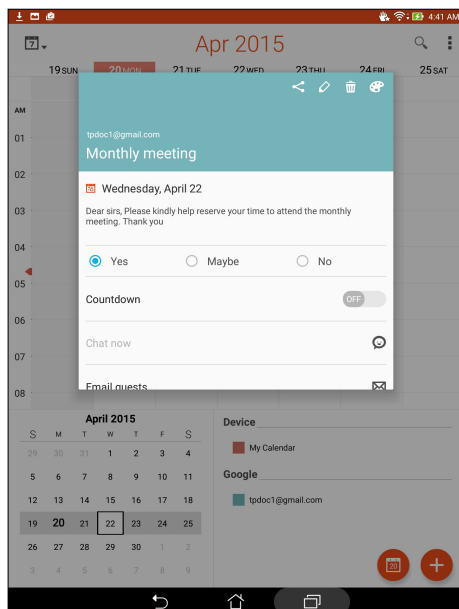 4:41 AM
7
Apr 2015
19 SUN 20 MON 21 TUE 22 WED 23 THU 24 FRI 25 SAT
AM
01
02
03
04
05
06
07
08
tpdoc1@gmail.com
Monthly meeting
20 Wednesday, April 22
Dear sirs, Please kindly help reserve your time to attend the monthly
meeting. Thank you
Yes Maybe No
Countdown OFF
Chat now
Email guests
April 2015
S M T W T F S
29 30 31 1 2 3 4
5 6 7 8 9 10 11
12 13 14 15 16 17 18
19 20 21 22 23 24 25
26 27 28 29 30 1 2
3 4 5 6 7 8 9
Device
My Calendar
Google
tpdoc1@gmail.com
20